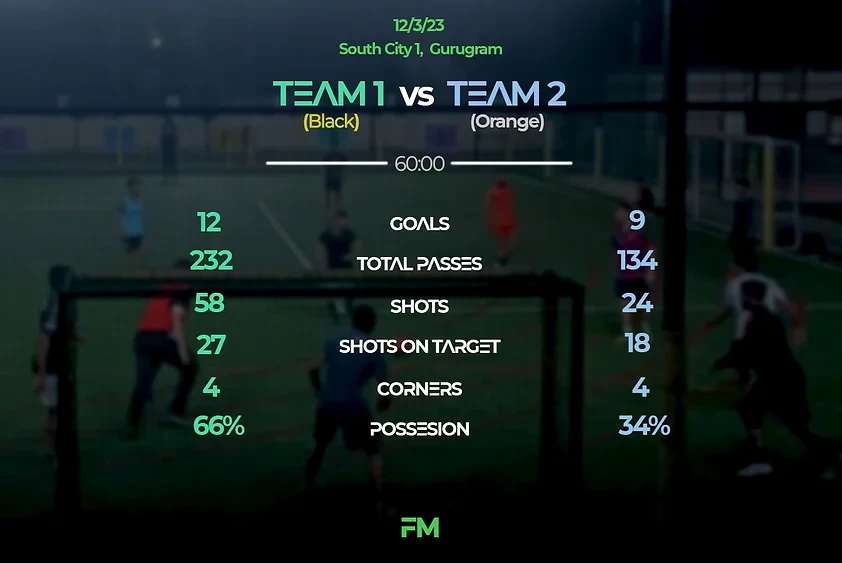 12/3/23
South City 1, Gurugram
TEAM 1 vs TEAM 2
(Black) (Orange)
60:00
12 GOALS 9
232 TOTAL PASSES 134
58 SHOTS 24
27 SHOTS ON TARGET 18
4 CORNERS 4
66% POSSESION 34%
FM